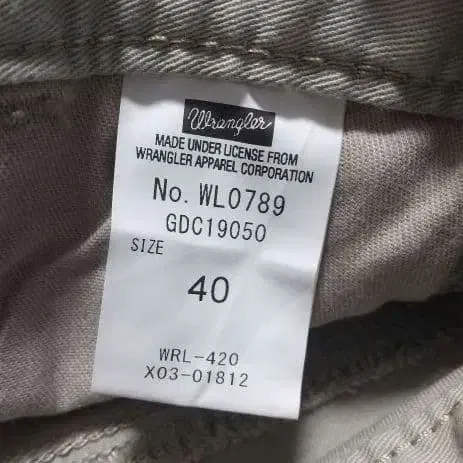 Wrangler
MADE UNDER LICENSE FROM
WRANGLER APPAREL CORPORATION
No. WL0789
GDC19050
SIZE
40
WRL-420
X03-01812